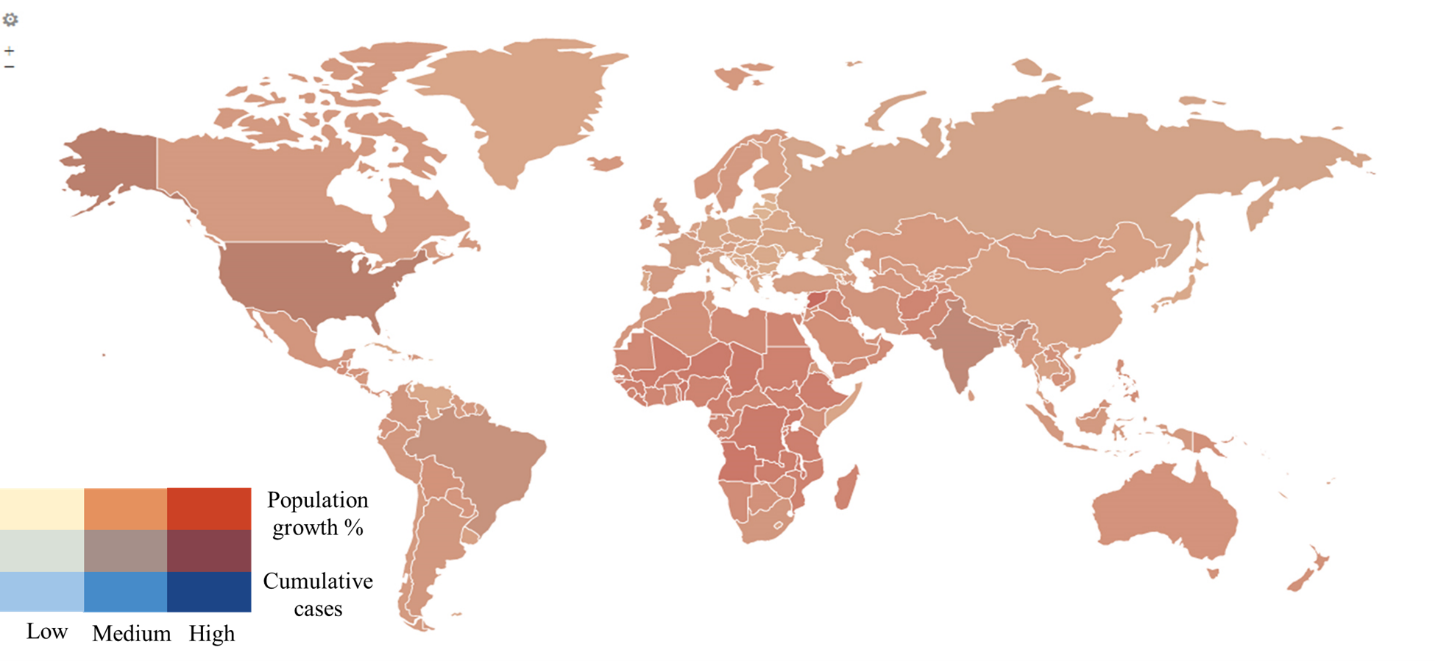 +
−
Population
growth %
Cumulative
cases
Low Medium High